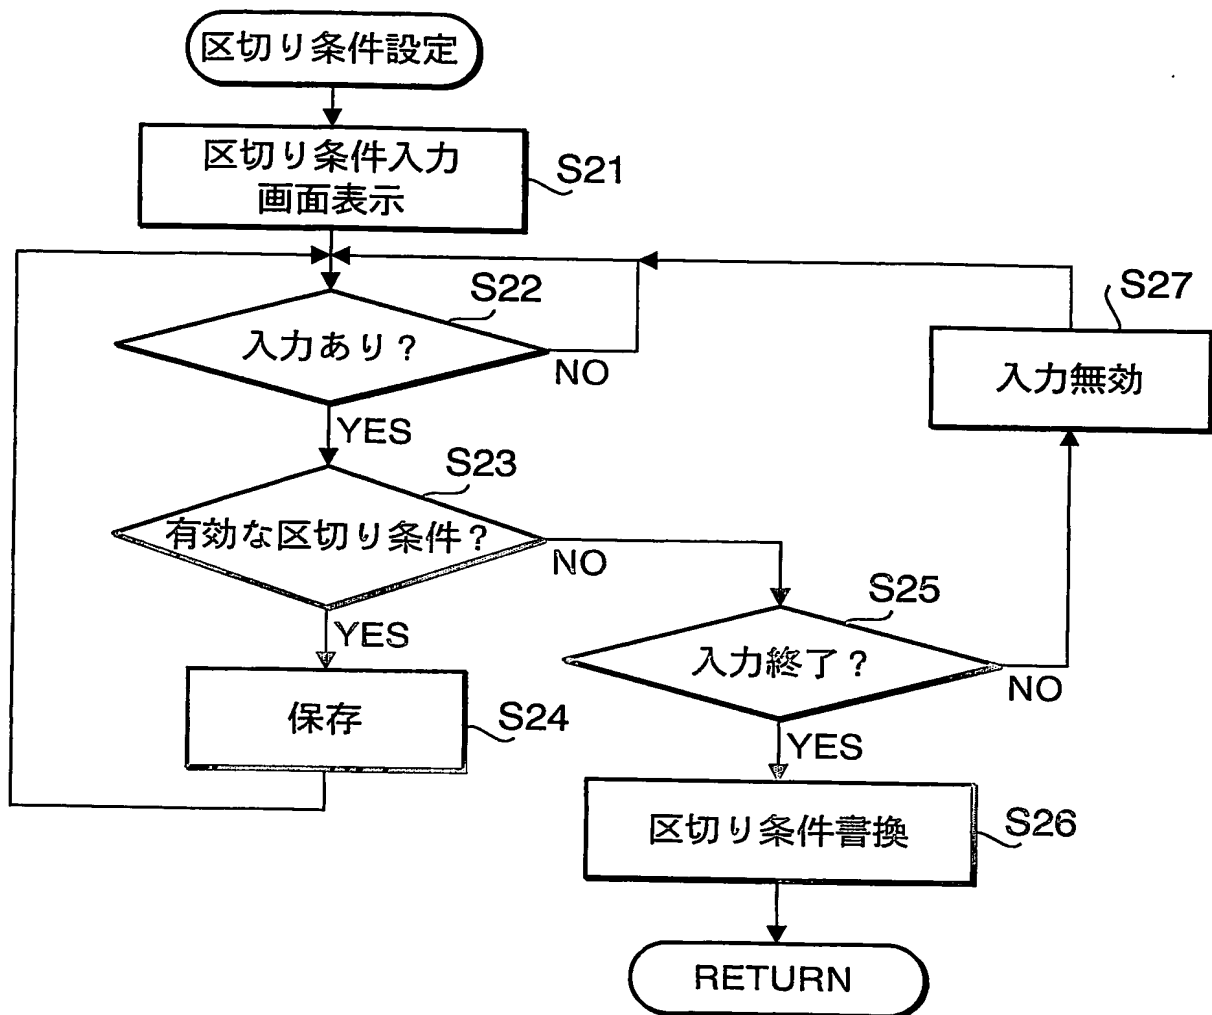 区切り条件設定
区切り条件入力
画面表示
S21
S22
入力あり?
NO
YES
S27
入力無効
S23
有効な区切り条件?
NO
YES
S25
入力終了?
NO
YES
保存
S24
区切り条件書換
S26
RETURN